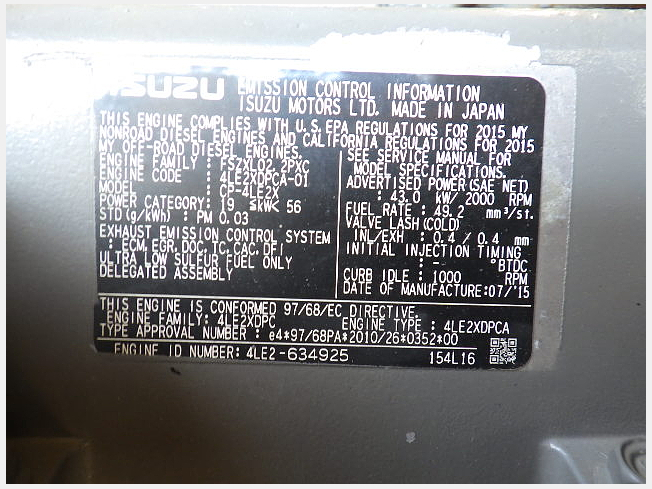 ISUZU EMISSION CONTROL INFORMATION
ISUZU MOTORS LTD. MADE IN JAPAN
THIS ENGINE COMPLIES WITH U.S. EPA REGULATIONS FOR 2015 MY
NONROAD DIESEL ENGINES, AND CALIFORNIA REGULATIONS FOR 2015
MY OFF-ROAD DIESEL ENGINES.
ENGINE FAMILY : FSZXL02.2PXC
ENGINE CODE : 4LE2XDPCA-01
MODEL : CP-4LE2X
POWER CATEGORY: 19 ≤kW< 56
STD (g/kWh) : PM 0.03
EXHAUST EMISSION CONTROL SYSTEM
: ECM, EGR, DOC, TC, CAC, DFI
ULTRA LOW SULFUR FUEL ONLY
DELEGATED ASSEMBLY
SEE SERVICE MANUAL FOR
MODEL SPECIFICATIONS.
ADVERTISED POWER(SAE NET)
: 43.0 kW/ 2000 RPM
FUEL RATE : 49.2 mm³/st.
VALVE LASH(COLD)
INL/EXH : 0.4 / 0.4 mm
INITIAL INJECTION TIMING
: - °BTDC
CURB IDLE : 1000 RPM
DATE OF MANUFACTURE:07/'15
THIS ENGINE IS CONFORMED 97/68/EC DIRECTIVE.
ENGINE FAMILY: 4LE2XDPC ENGINE TYPE : 4LE2XDPCA
TYPE APPROVAL NUMBER : e4*97/68PA*2010/26*0352*00
ENGINE ID NUMBER: 4LE2-634925 154L16